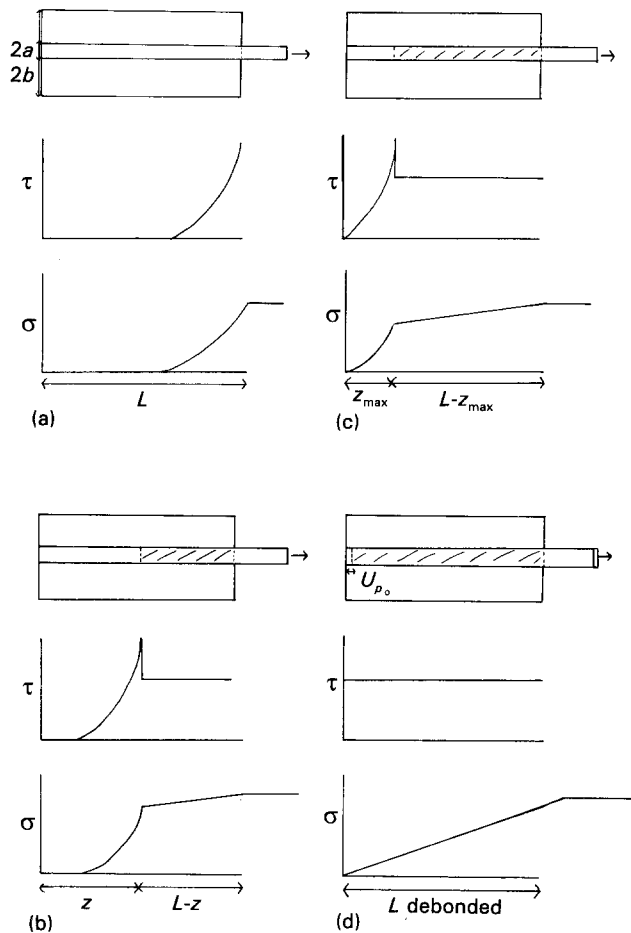 2a
2b
τ
σ
L
(a)
τ
σ
z_max
L-z_max
(c)
τ
σ
z
L-z
(b)
U_p₀
τ
σ
L debonded
(d)